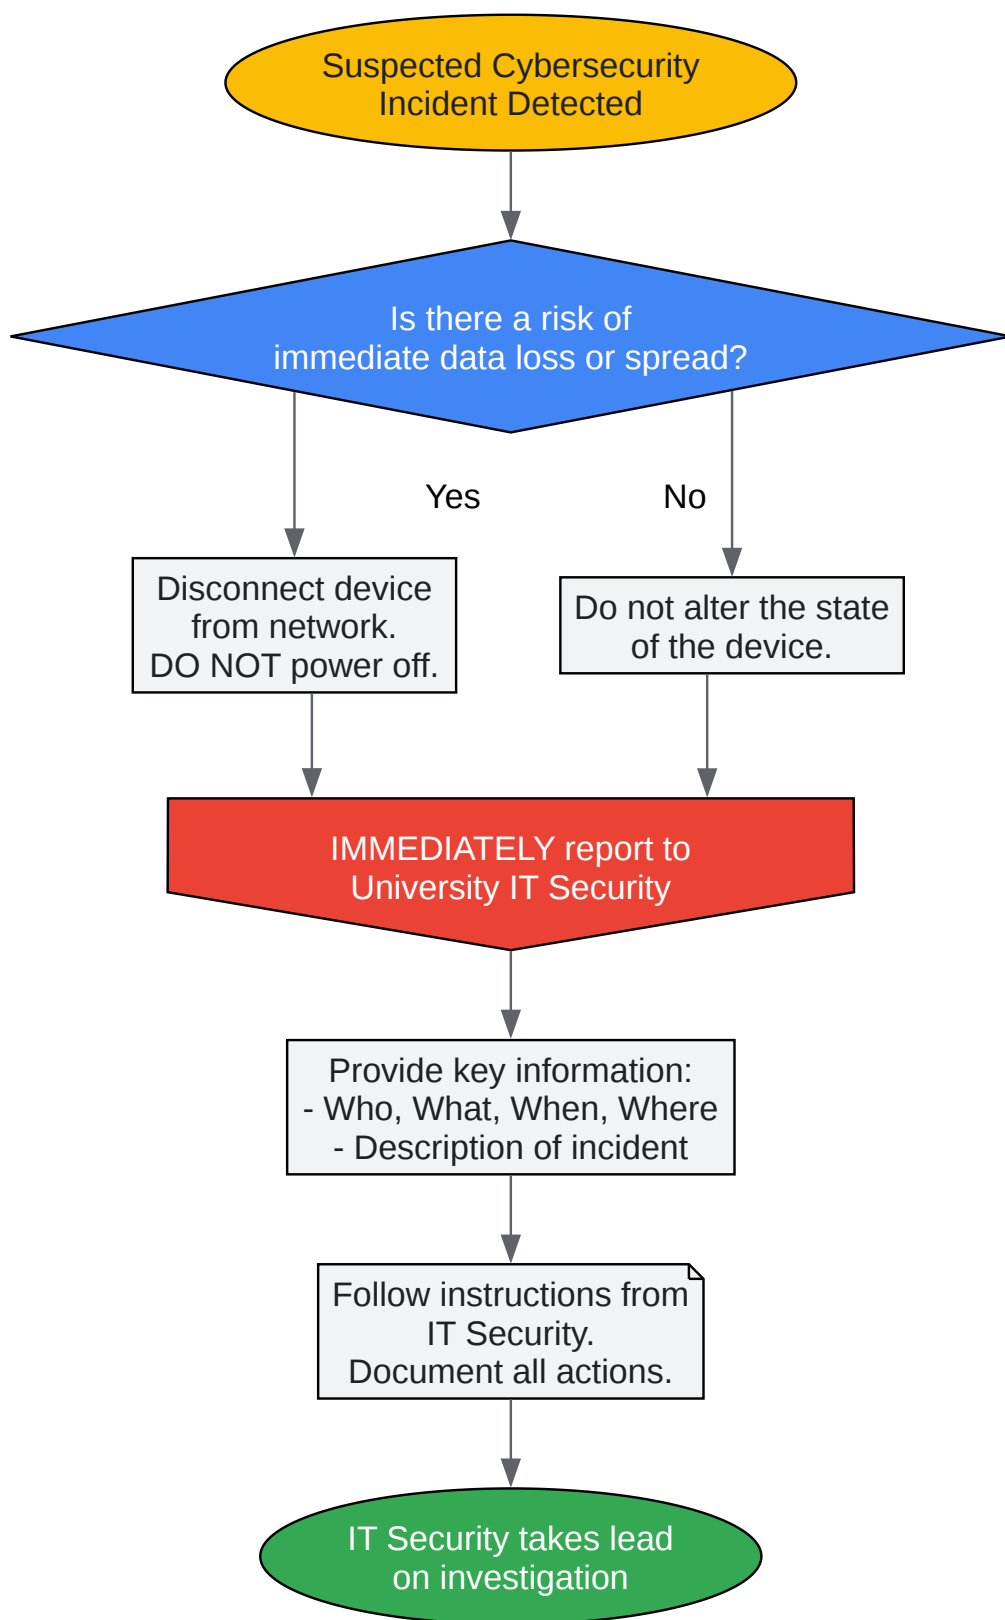 Suspected Cybersecurity
Incident Detected
Is there a risk of
immediate data loss or spread?
Yes
No
Disconnect device
from network.
DO NOT power off.
Do not alter the state
of the device.
IMMEDIATELY report to
University IT Security
Provide key information:
- Who, What, When, Where
- Description of incident
Follow instructions from
IT Security.
Document all actions.
IT Security takes lead
on investigation